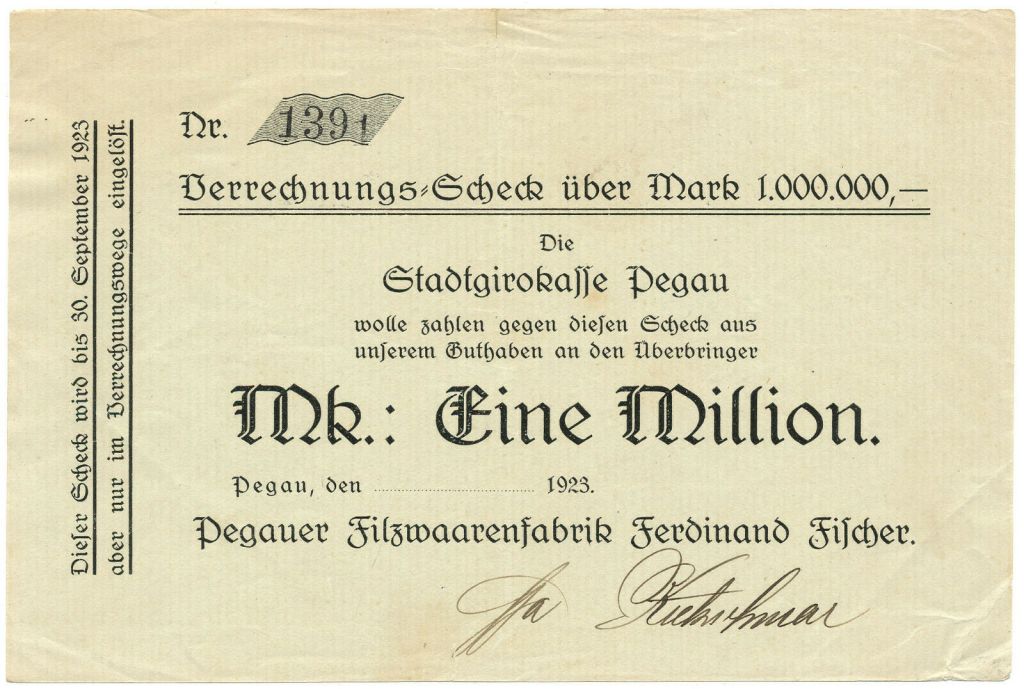 Dieser Scheck wird bis 30. September 1923
aber nur im Verrechnungswege eingelöst.
Nr. 1391
Verrechnungs-Scheck über Mark 1.000.000,—
Die
Stadtgirokasse Pegau
wolle zahlen gegen diesen Scheck aus
unserem Guthaben an den Überbringer
Mk.: Eine Million.
Pegau, den .......................... 1923.
Pegauer Filzwaarenfabrik Ferdinand Fischer.